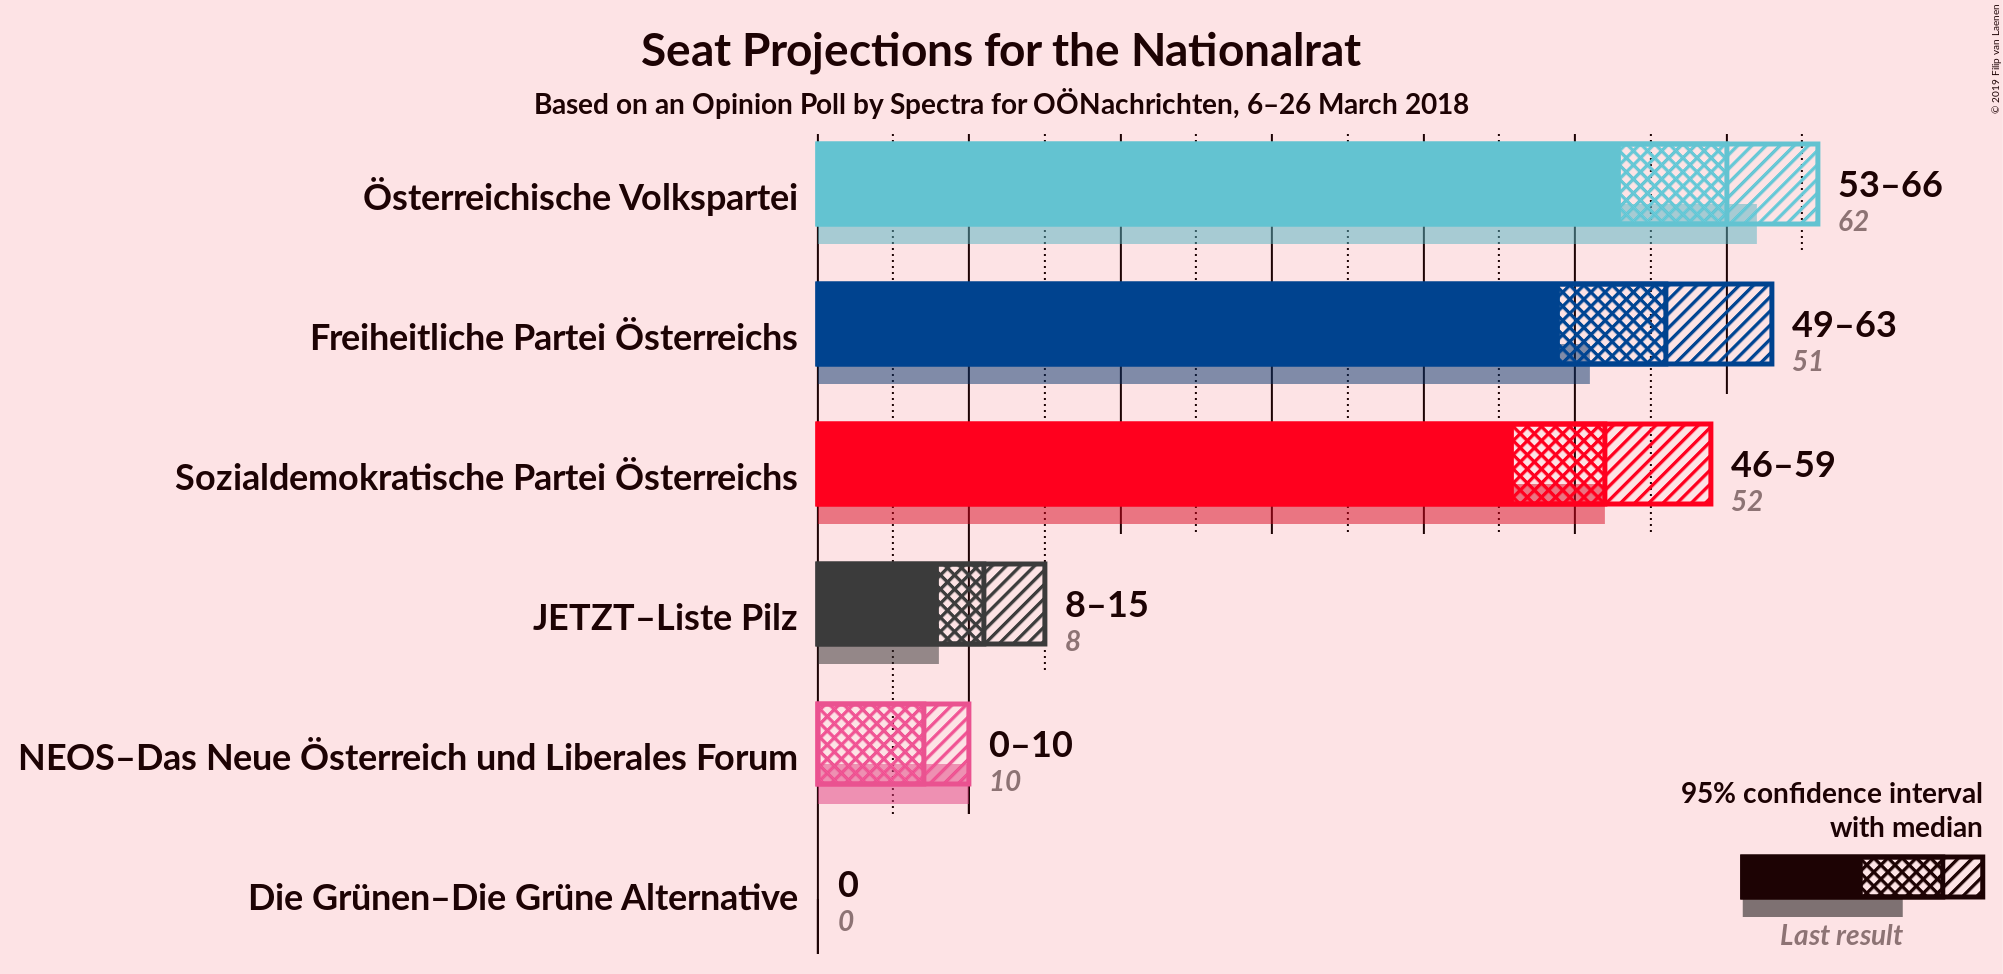 Seat Projections for the Nationalrat
Based on an Opinion Poll by Spectra for OÖNachrichten, 6–26 March 2018
© 2019 Filip van Laenen
Österreichische Volkspartei
53–66
62
Freiheitliche Partei Österreichs
49–63
51
Sozialdemokratische Partei Österreichs
46–59
52
JETZT–Liste Pilz
8–15
8
NEOS–Das Neue Österreich und Liberales Forum
0–10
10
Die Grünen–Die Grüne Alternative
0
0
95% confidence interval
with median
Last result